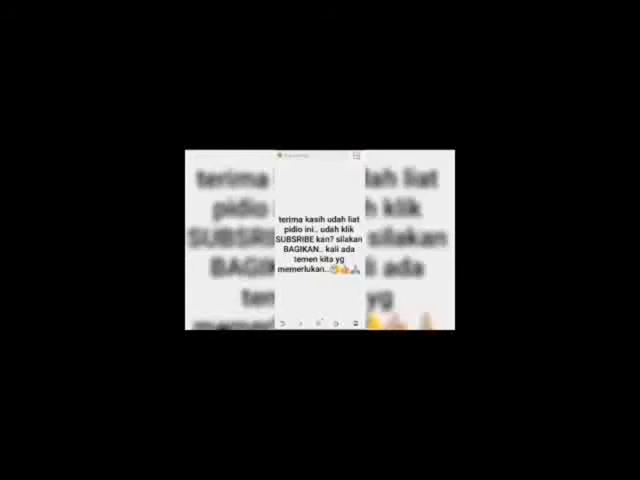 terima kasih udah liat
pidio ini.. udah klik
SUBSRIBE kan? silakan
BAGIKAN.. kali ada
temen kita yg
memerlukan..🥱👍🙏